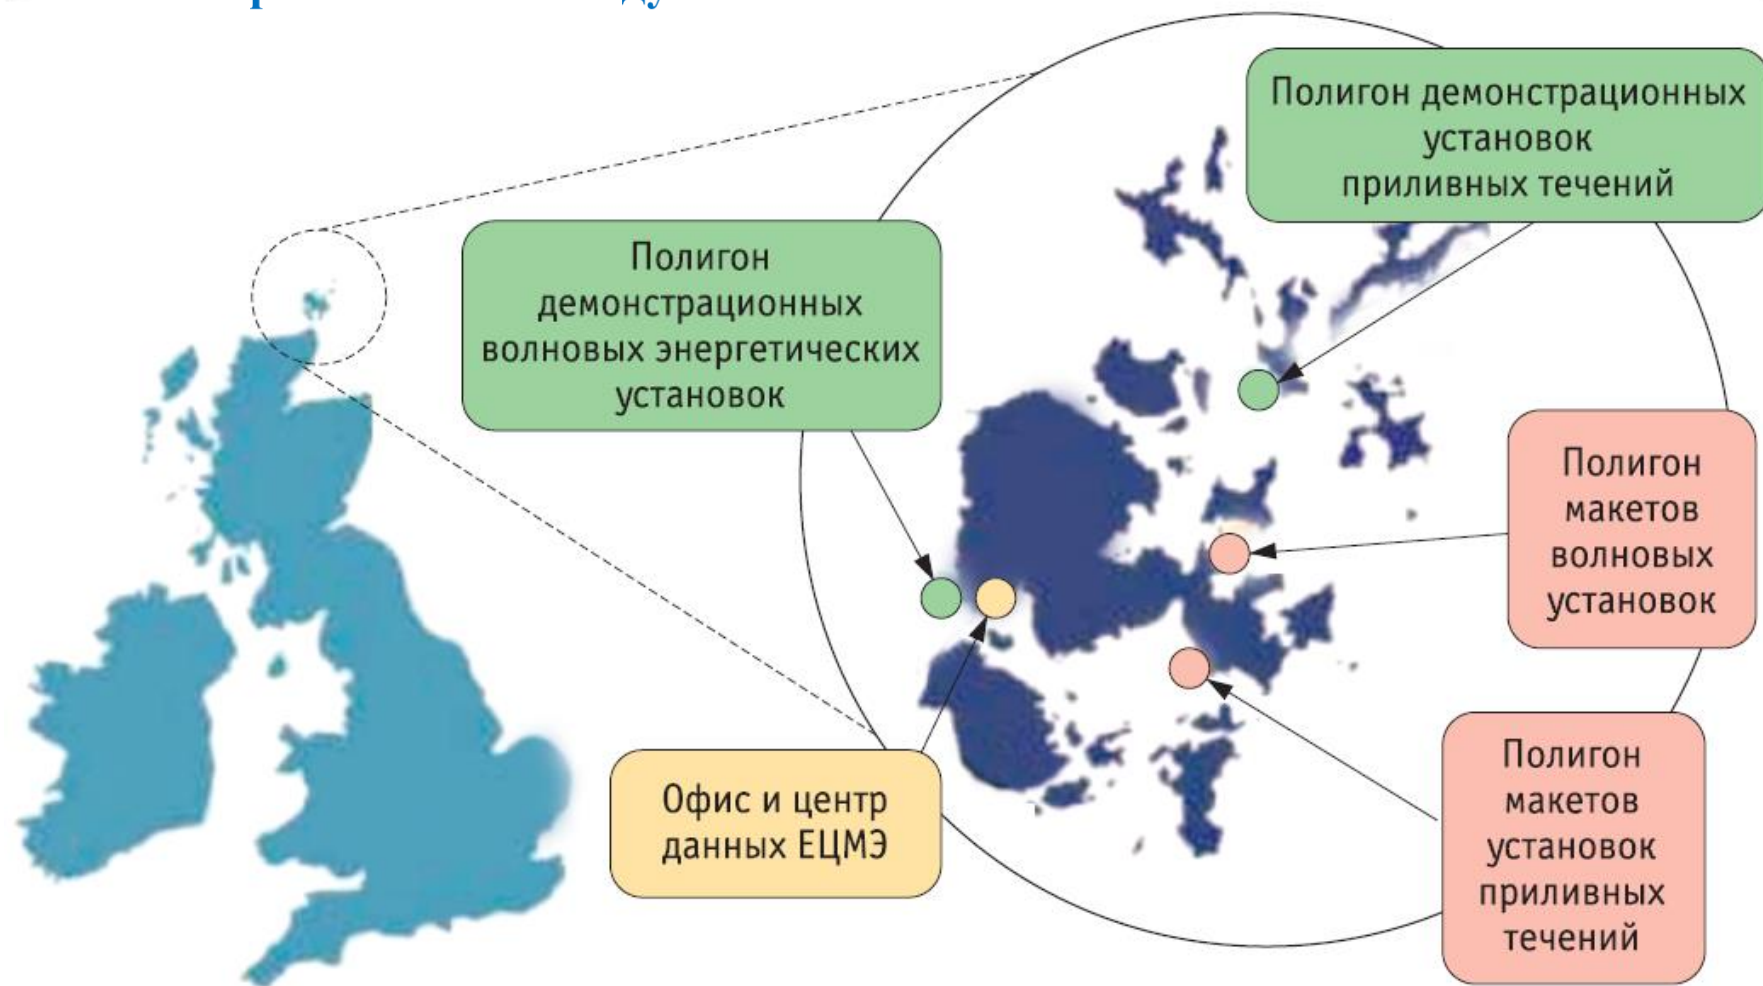 Полигон демонстрационных
установок
приливных течений
Полигон
демонстрационных
волновых энергетических
установок
Полигон
макетов
волновых
установок
Полигон
макетов
установок
приливных
течений
Офис и центр
данных ЕЦМЭ